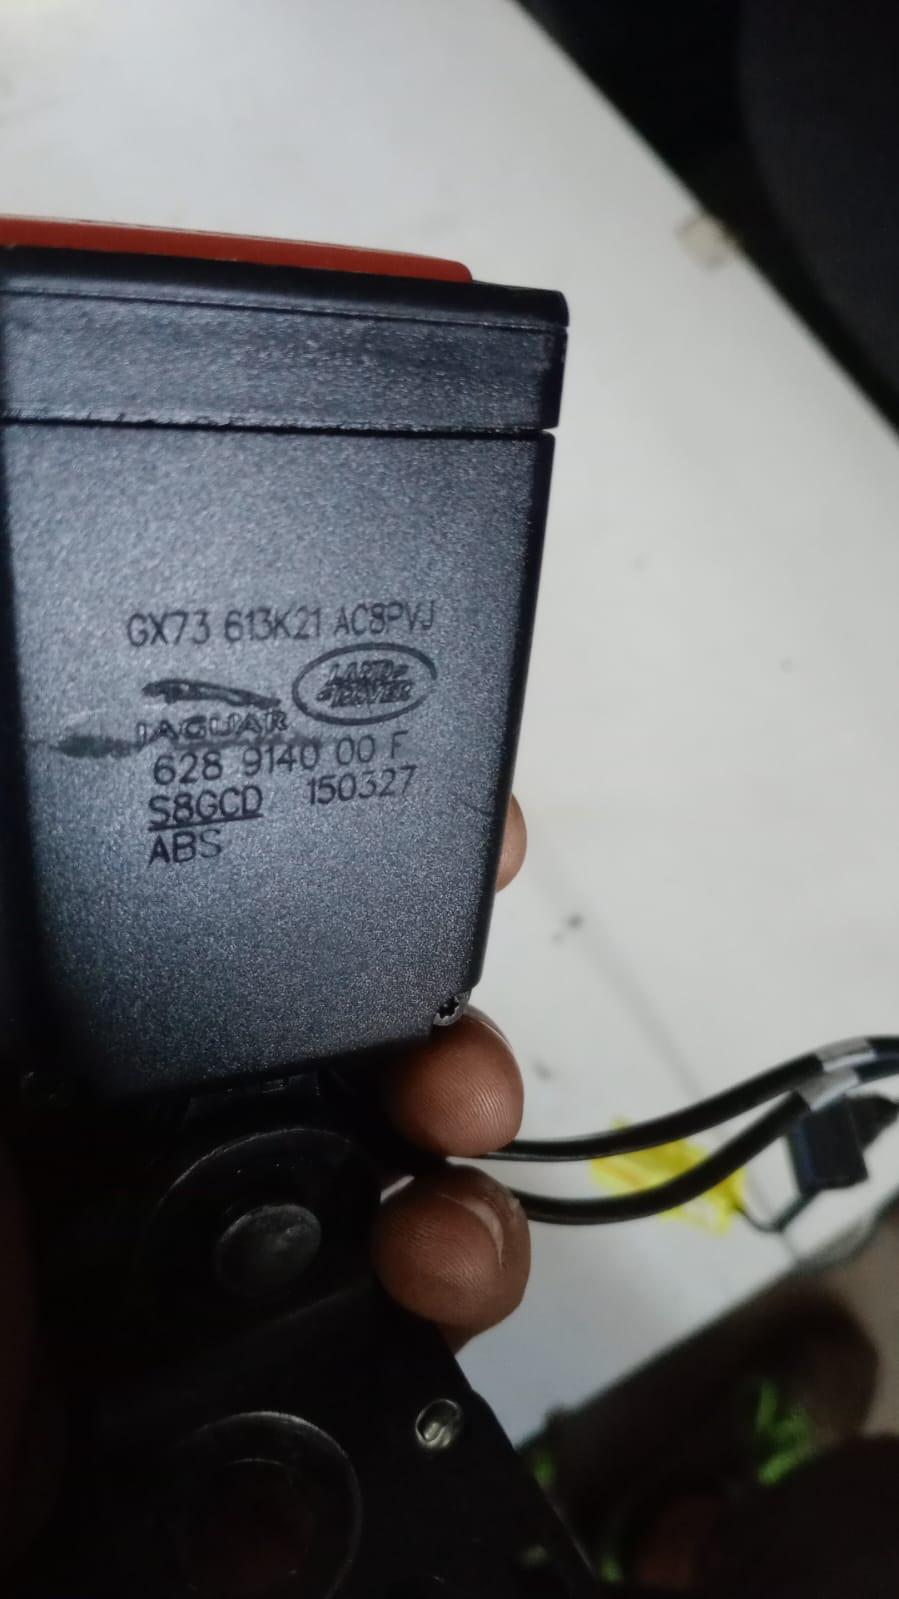 GX73 613K21 AC8PVJ
LAND-
-ROVER
JAGUAR
628 9140 00 F
S8GCD 150327
ABS